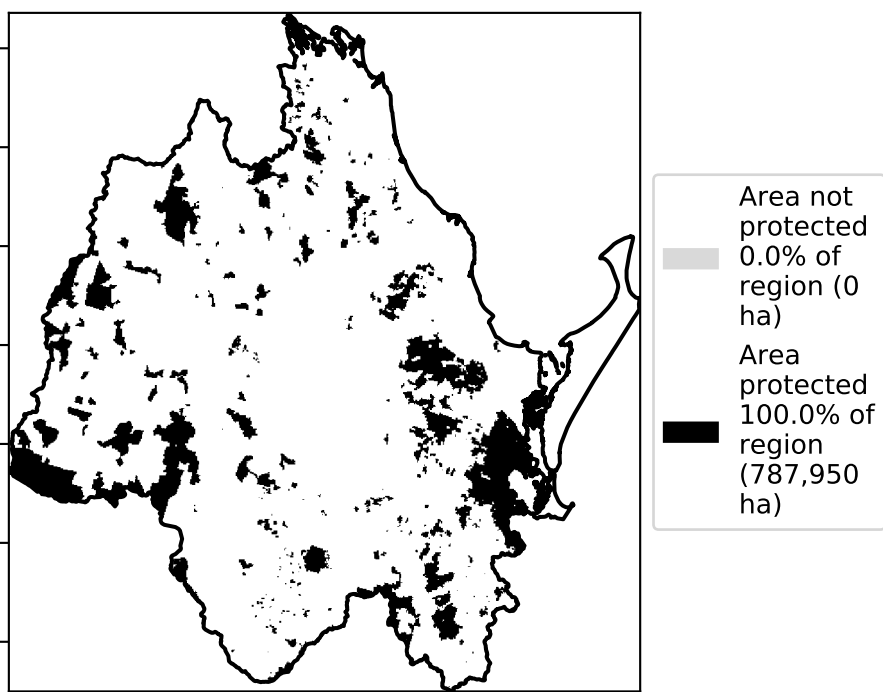 Area not
protected
0.0% of
region (0
ha)
Area
protected
100.0% of
region
(787,950
ha)